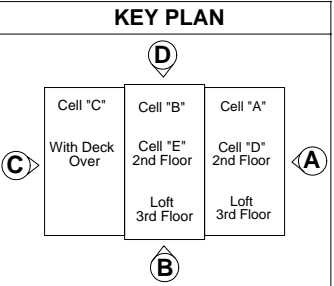 KEY PLAN
D
Cell "C"
With Deck
Over
Cell "B"
Cell "E"
2nd Floor
Loft
3rd Floor
Cell "A"
Cell "D"
2nd Floor
Loft
3rd Floor
C
A
B